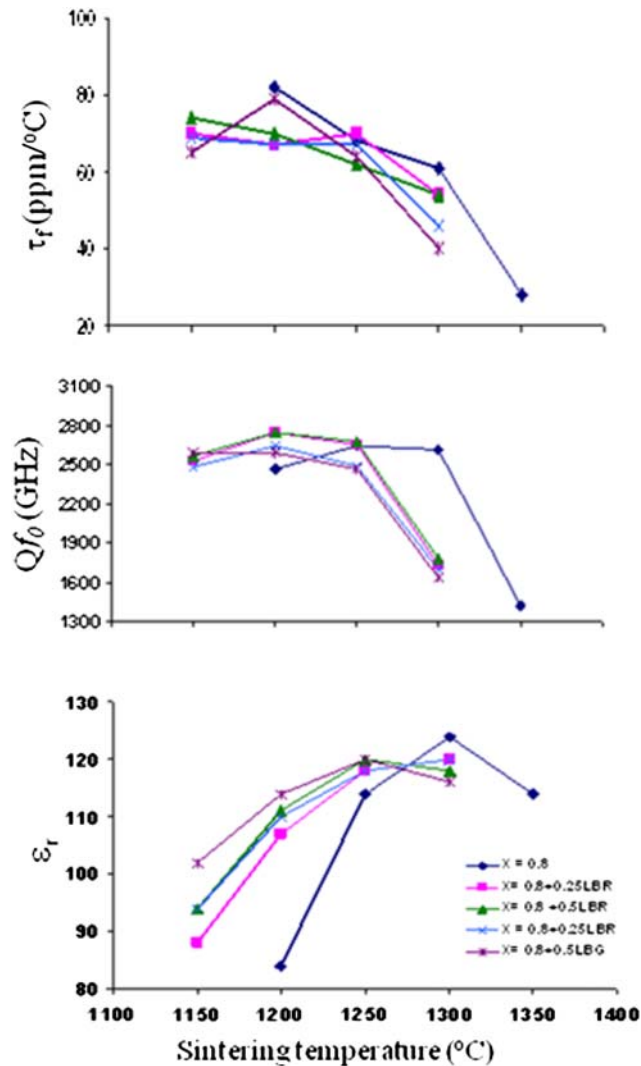 100
80
60
40
20
τf (ppm/°C)
3100
2800
2500
2200
1900
1600
1300
Qf0 (GHz)
130
120
110
100
90
80
εr
X = 0.8
X= 0.8+0.25LBR
X= 0.8 +0.5LBR
X = 0.8+0.25LBR
X= 0.8+0.5LBG
1100 1150 1200 1250 1300 1350 1400
Sintering temperature (°C)